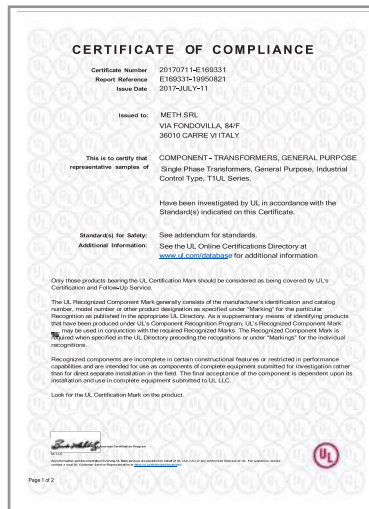 CERTIFICATE OF COMPLIANCE
Certificate Number 20170711-E169331
Report Reference E169331-19950821
Issue Date 2017-JULY-11
Issued to: METH SRL
VIA FONDOVILLA, 84/F
36010 CARRE VI ITALY
This is to certify that COMPONENT - TRANSFORMERS, GENERAL PURPOSE
representative samples of Single Phase Transformers, General Purpose, Industrial
Control Type, T1UL Series.
Have been investigated by UL in accordance with the
Standard(s) indicated on this Certificate.
Standard(s) for Safety: See addendum for standards.
Additional Information: See the UL Online Certifications Directory at
www.ul.com/database for additional information
Only those products bearing the UL Certification Mark should be considered as being covered by UL's
Certification and Follow-Up Service.
The UL Recognized Component Mark generally consists of the manufacturer's identification and catalog
number, model number or other product designation as specified under "Marking" for the particular
Recognition as published in the appropriate UL Directory. As a supplementary means of identifying products
that have been produced under UL's Component Recognition Program, UL's Recognized Component Mark:
may be used in conjunction with the required Recognized Marks. The Recognized Component Mark is
required when specified in the UL Directory preceding the recognitions or under "Markings" for the individual
recognitions.
Recognized components are incomplete in certain constructional features or restricted in performance
capabilities and are intended for use as components of complete equipment submitted for investigation rather
than for direct separate installation in the field. The final acceptance of the component is dependent upon its
installation and use in complete equipment submitted to UL LLC.
Look for the UL Certification Mark on the product.
Certification Program
UL LLC
UL
Page 1 of 2